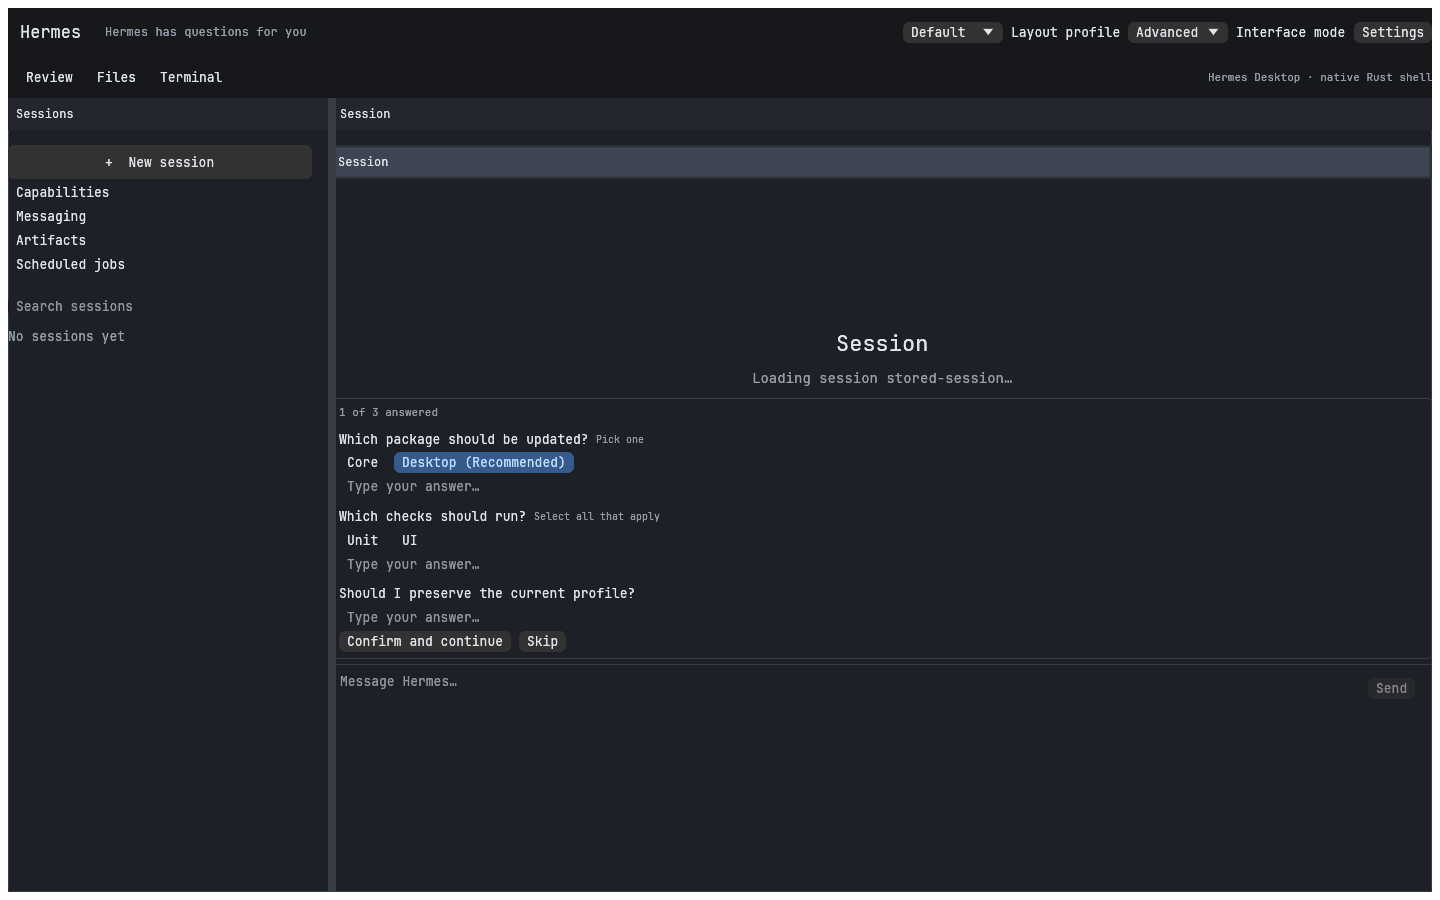 Hermes Hermes has questions for you Default Layout profile Advanced Interface mode Settings
Review Files Terminal Hermes Desktop · native Rust shell
Sessions
+ New session
Capabilities
Messaging
Artifacts
Scheduled jobs
Search sessions
No sessions yet
Session
Session
Session
Loading session stored-session…
1 of 3 answered
Which package should be updated? Pick one
Core Desktop (Recommended)
Type your answer…
Which checks should run? Select all that apply
Unit UI
Type your answer…
Should I preserve the current profile?
Type your answer…
Confirm and continue Skip
Message Hermes…
Send